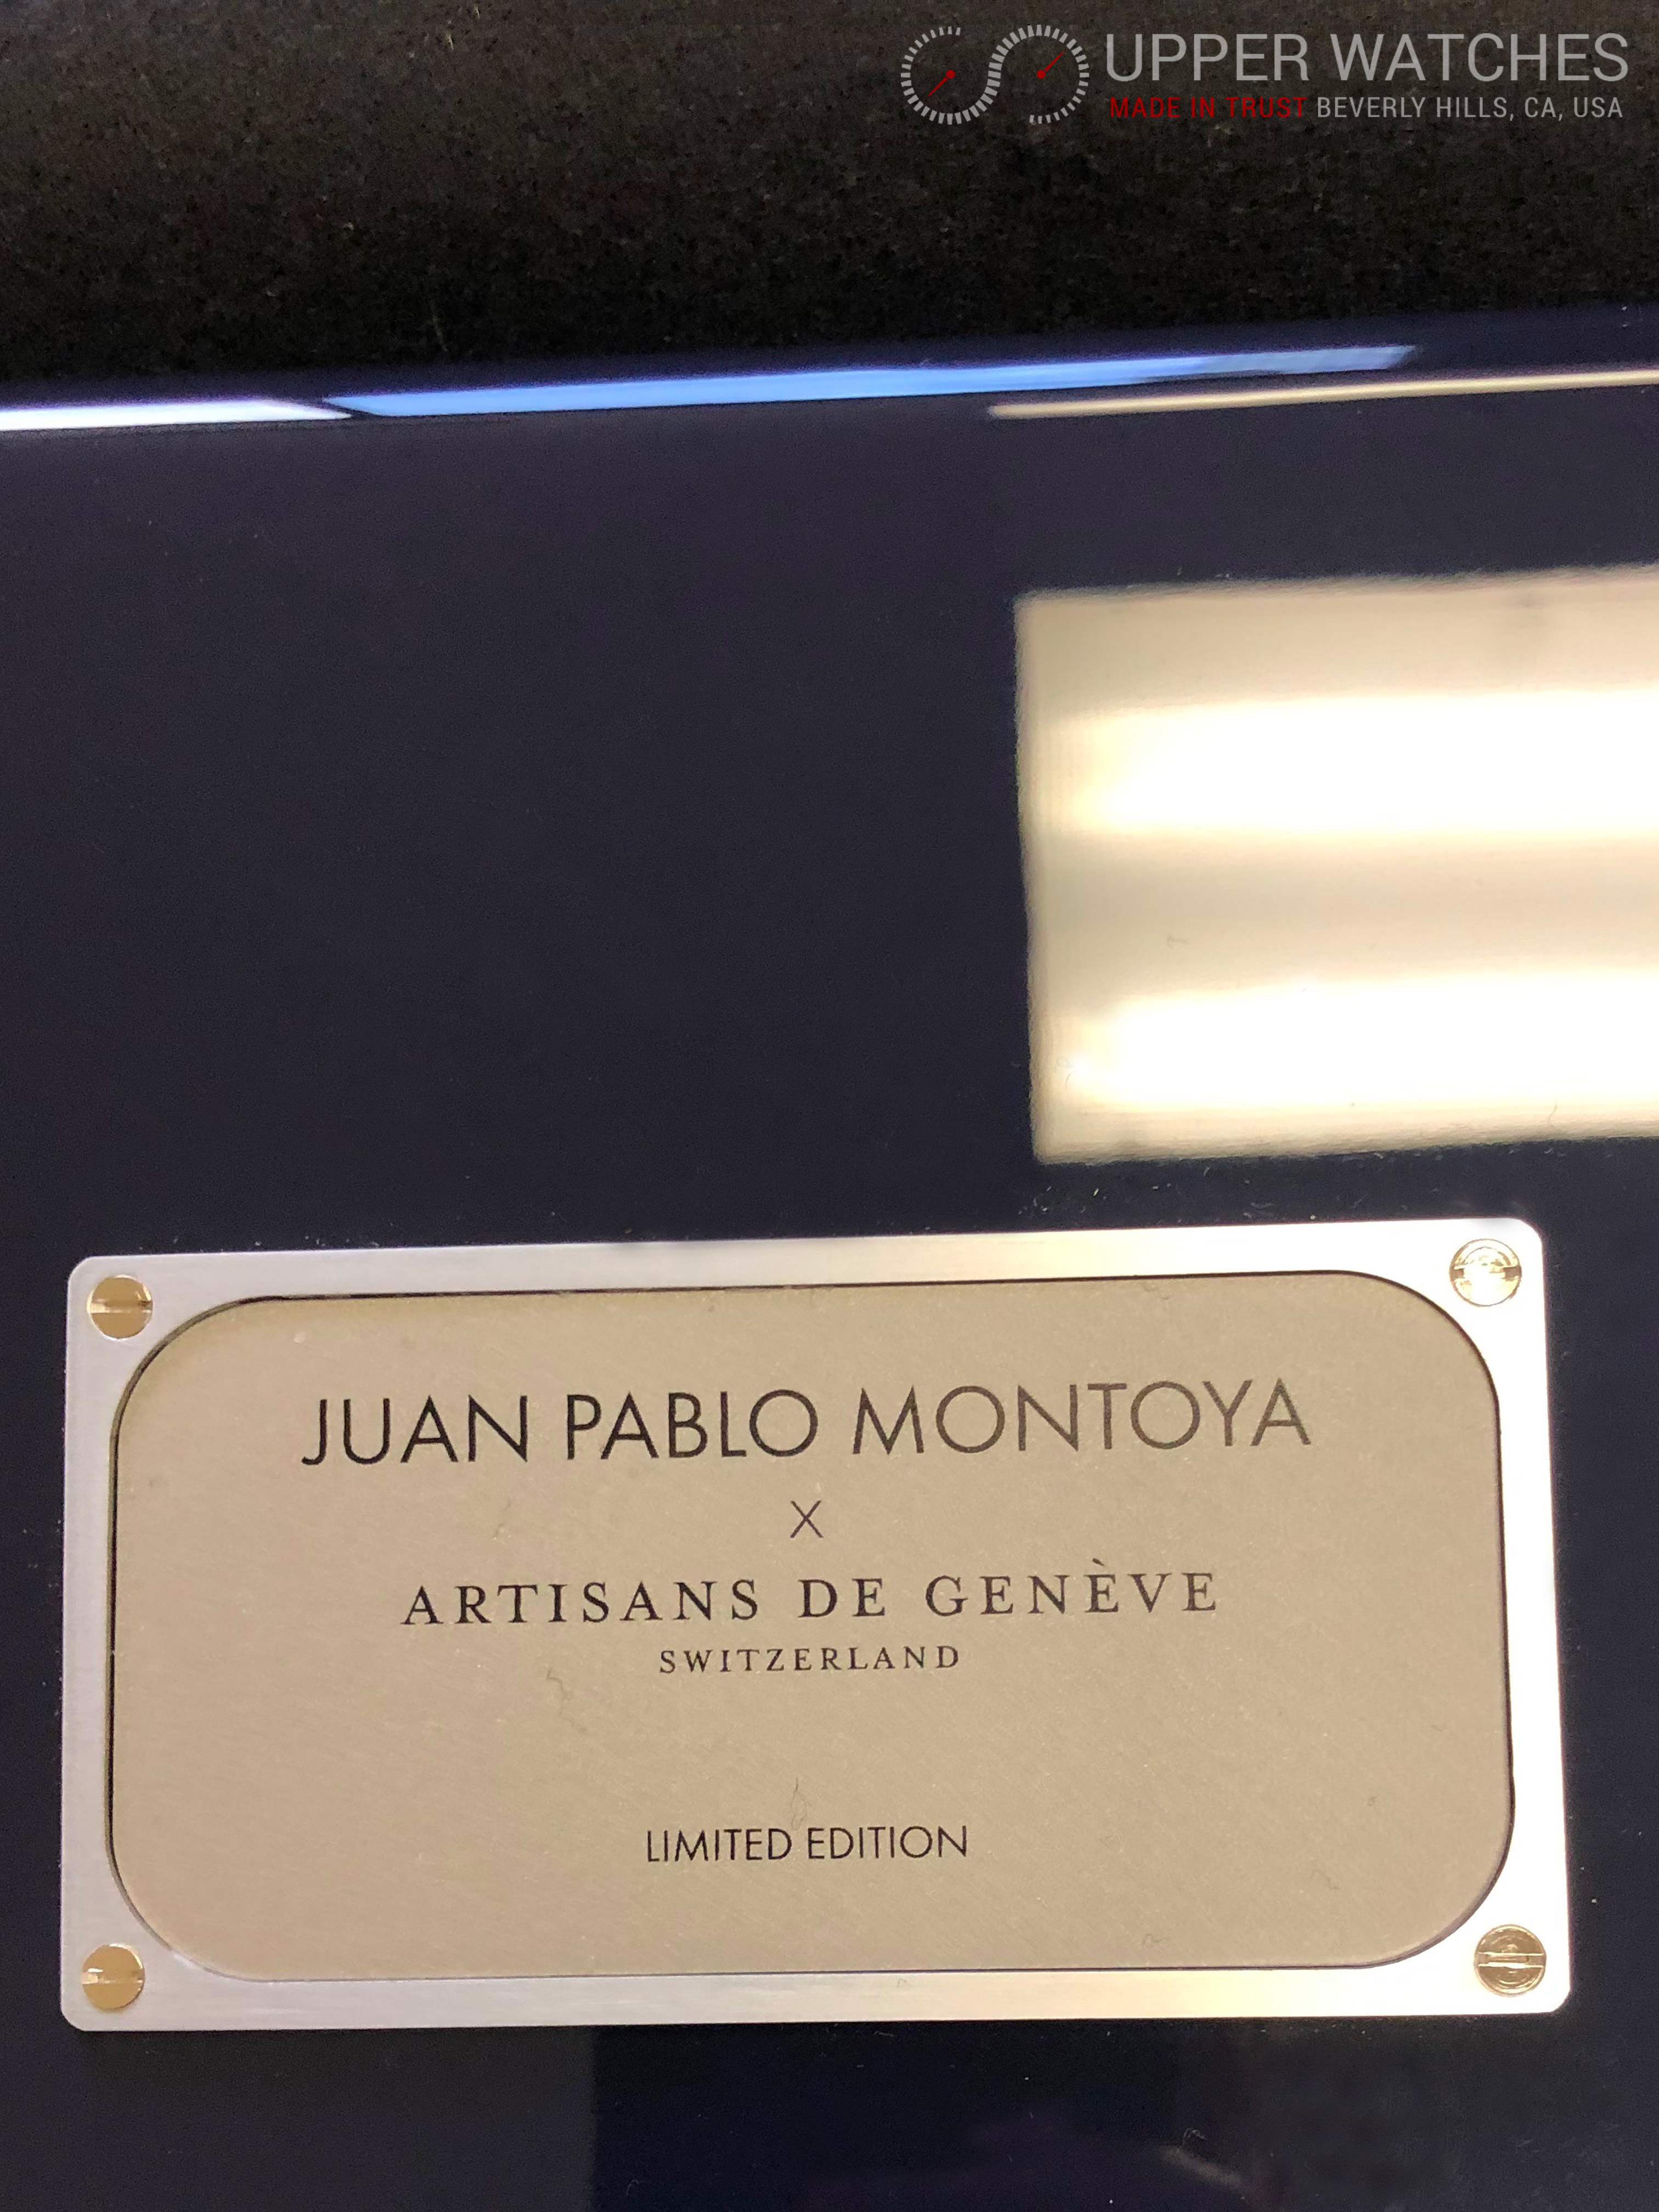 UPPER WATCHES
MADE IN TRUST BEVERLY HILLS, CA, USA
JUAN PABLO MONTOYA
X
ARTISANS DE GENÈVE
SWITZERLAND
LIMITED EDITION